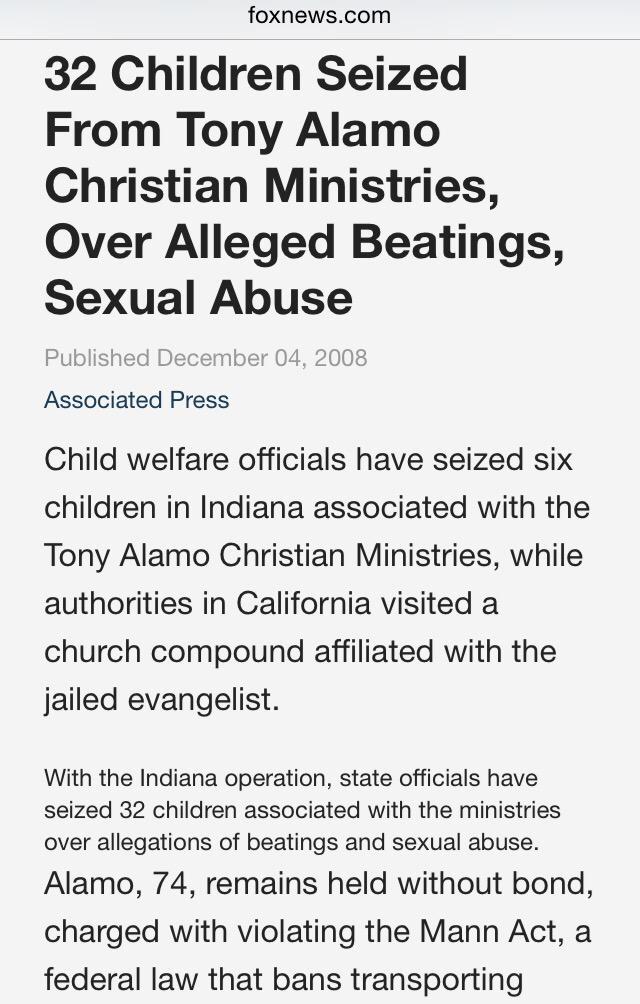 foxnews.com
32 Children Seized
From Tony Alamo
Christian Ministries,
Over Alleged Beatings,
Sexual Abuse
Published December 04, 2008
Associated Press
Child welfare officials have seized six
children in Indiana associated with the
Tony Alamo Christian Ministries, while
authorities in California visited a
church compound affiliated with the
jailed evangelist.
With the Indiana operation, state officials have
seized 32 children associated with the ministries
over allegations of beatings and sexual abuse.
Alamo, 74, remains held without bond,
charged with violating the Mann Act, a
federal law that bans transporting